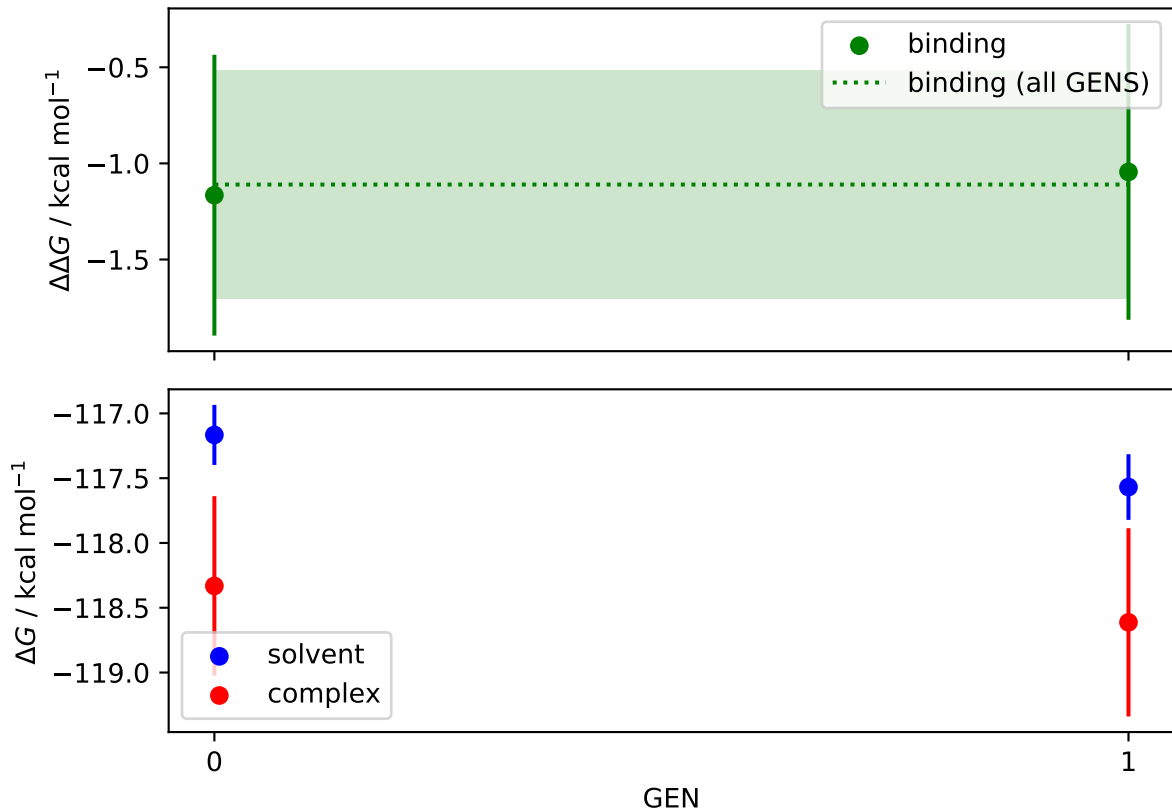 binding
binding (all GENS)
−0.5
−1.0
−1.5
ΔΔG / kcal mol⁻¹
−117.0
−117.5
−118.0
−118.5
−119.0
ΔG / kcal mol⁻¹
solvent
complex
0 1
GEN